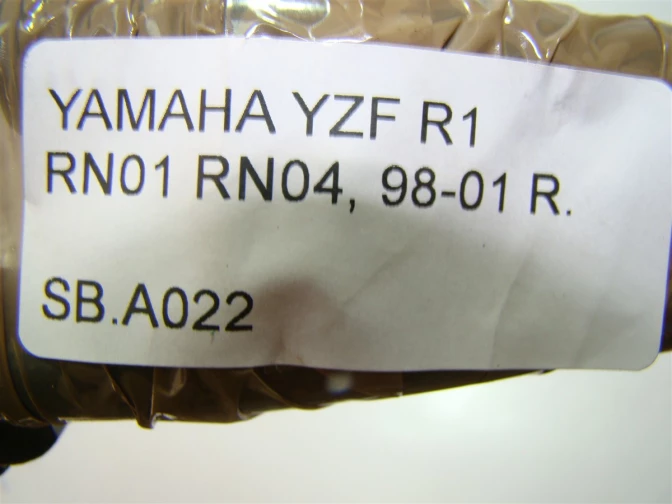 YAMAHA YZF R1
RN01 RN04, 98-01 R.
SB.A022